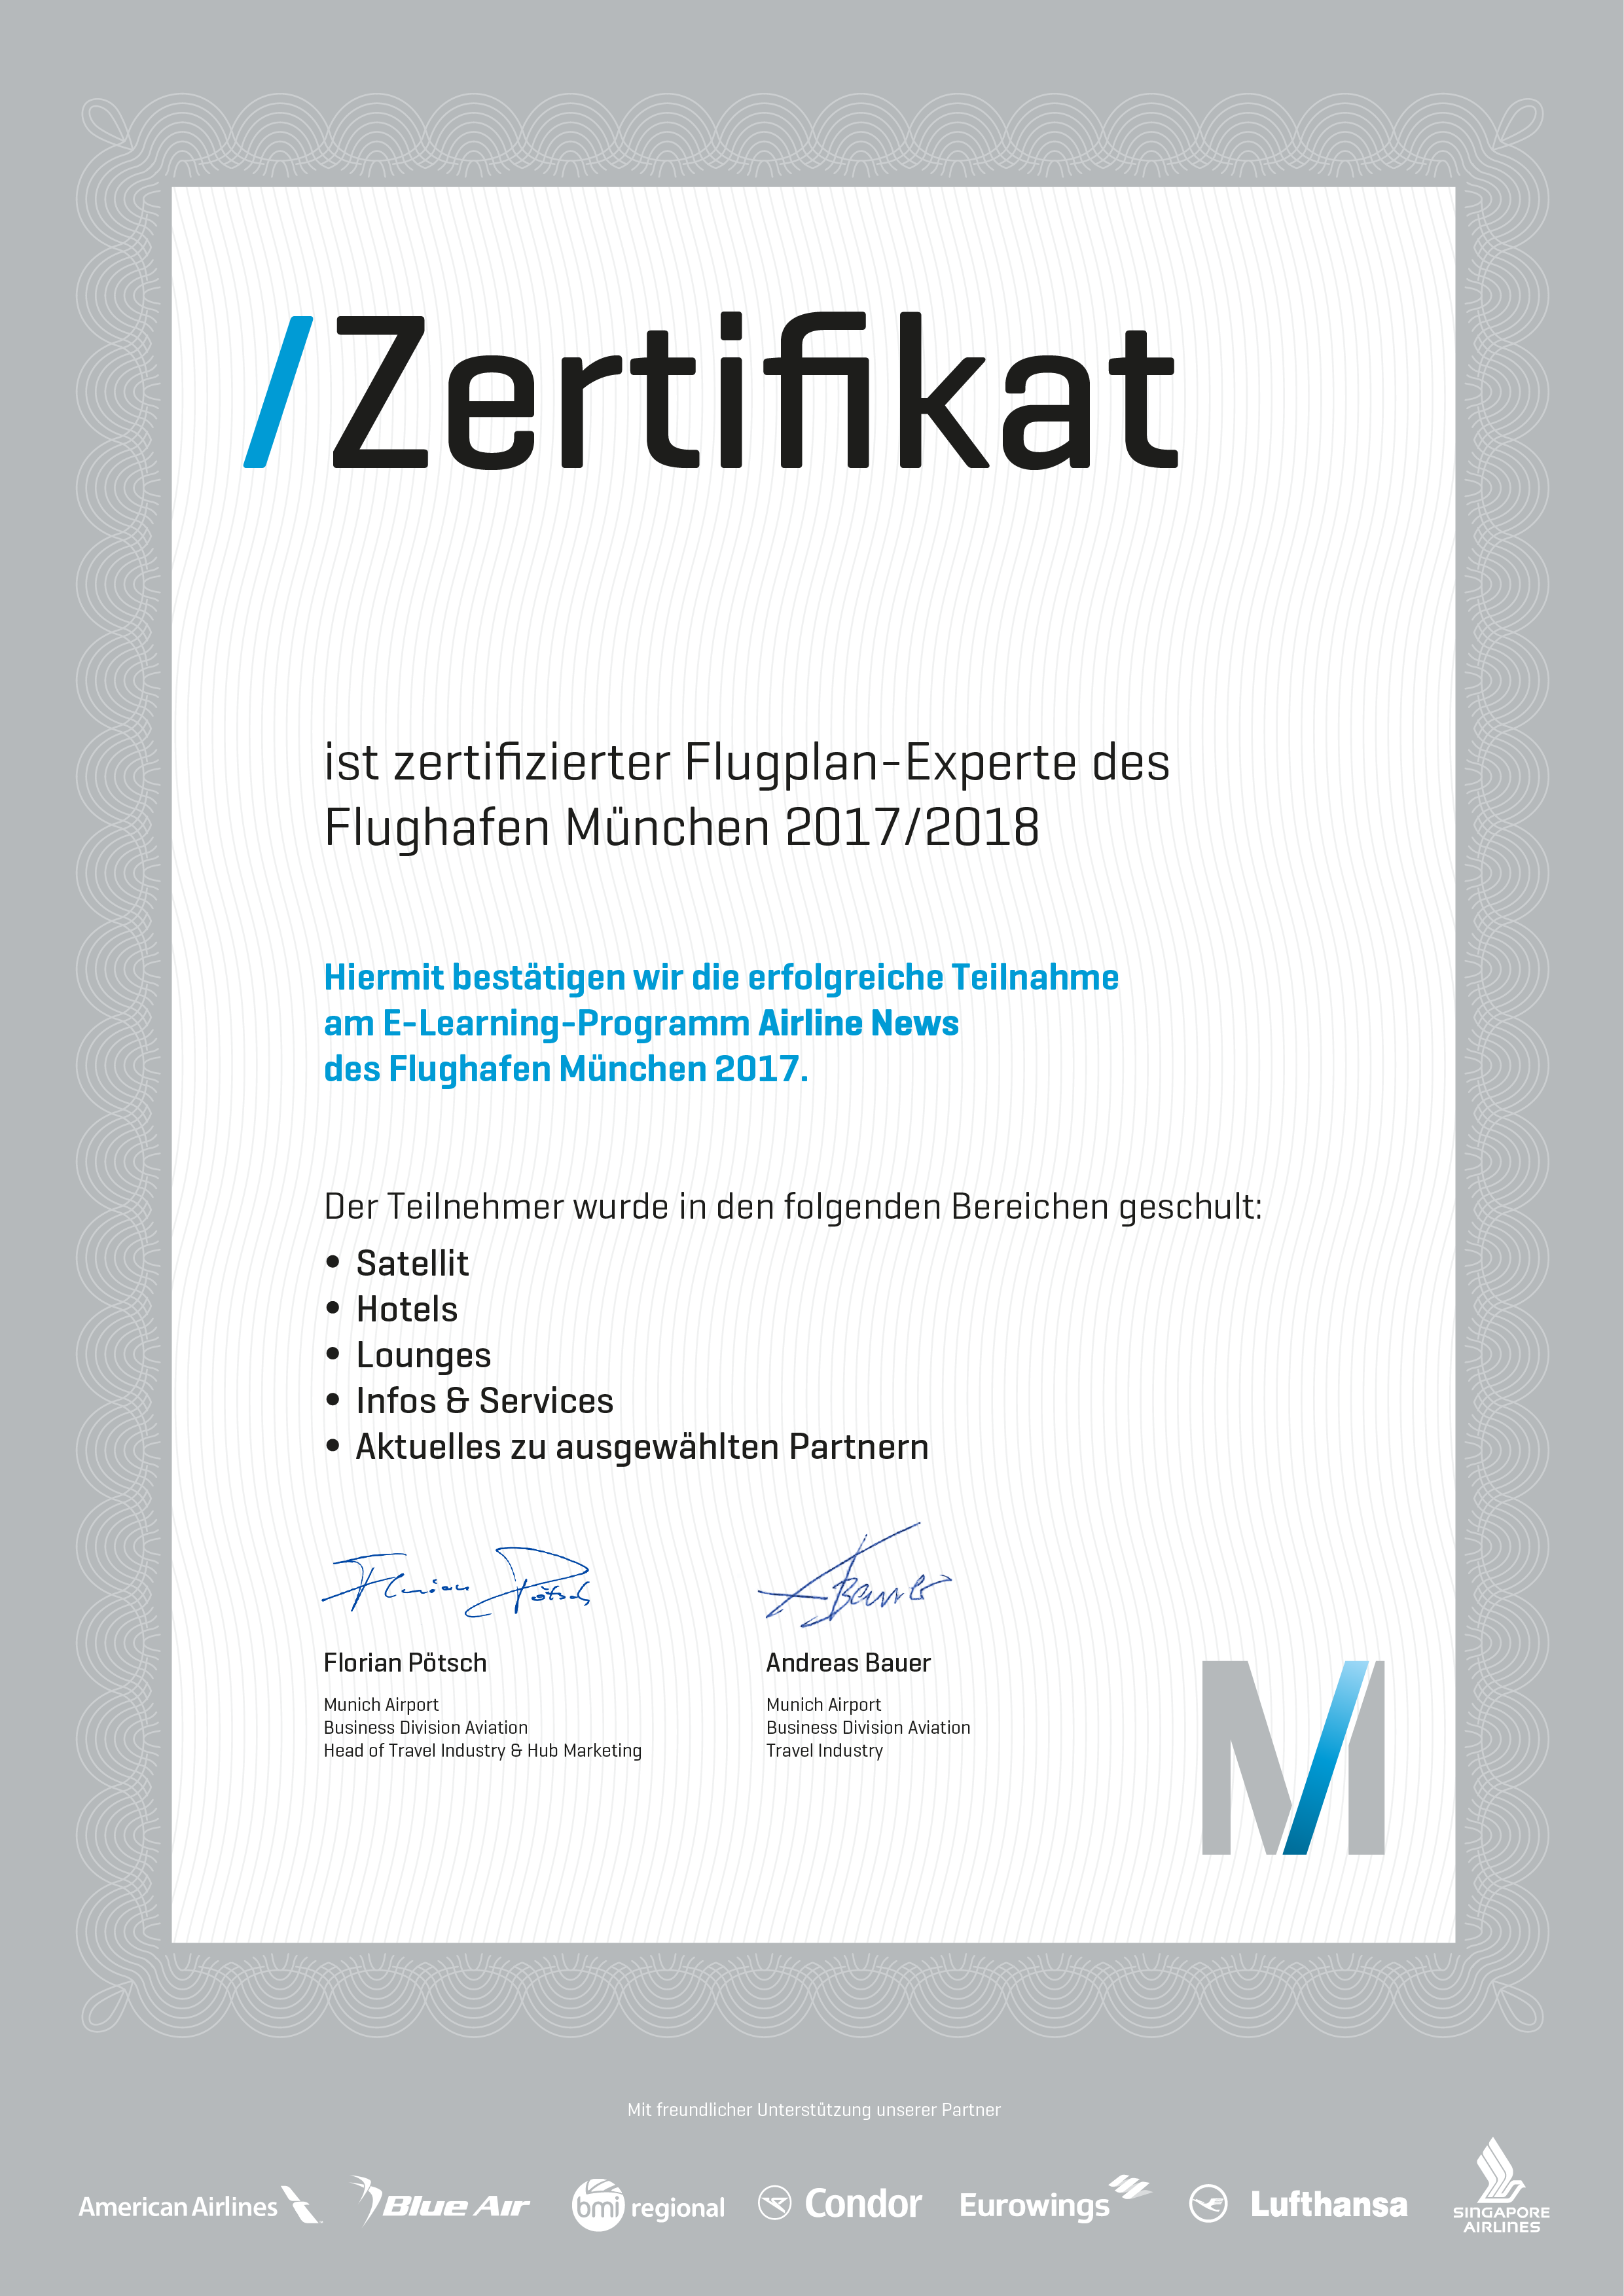 /Zertifikat
ist zertifizierter Flugplan-Experte des
Flughafen München 2017/2018
Hiermit bestätigen wir die erfolgreiche Teilnahme
am E-Learning-Programm Airline News
des Flughafen München 2017.
Der Teilnehmer wurde in den folgenden Bereichen geschult:
• Satellit
• Hotels
• Lounges
• Infos & Services
• Aktuelles zu ausgewählten Partnern
Florian Pötsch
ABauer
Florian Pötsch
Munich Airport
Business Division Aviation
Head of Travel Industry & Hub Marketing
Andreas Bauer
Munich Airport
Business Division Aviation
Travel Industry
M
Mit freundlicher Unterstützung unserer Partner
American Airlines
Blue Air
bmi regional
Condor
Eurowings
Lufthansa
SINGAPORE
AIRLINES